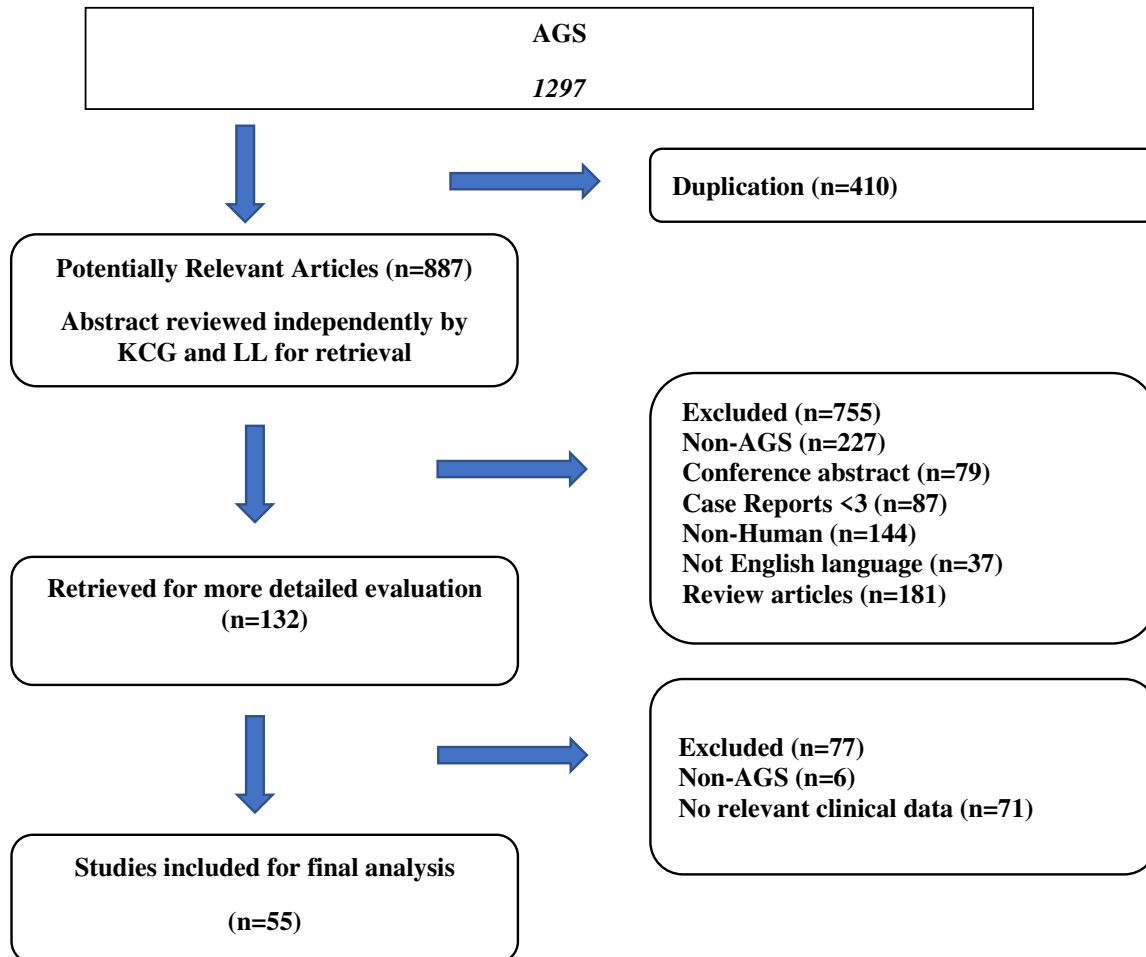 AGS
1297
Duplication (n=410)
Potentially Relevant Articles (n=887)
Abstract reviewed independently by
KCG and LL for retrieval
Excluded (n=755)
Non-AGS (n=227)
Conference abstract (n=79)
Case Reports <3 (n=87)
Non-Human (n=144)
Not English language (n=37)
Review articles (n=181)
Retrieved for more detailed evaluation
(n=132)
Excluded (n=77)
Non-AGS (n=6)
No relevant clinical data (n=71)
Studies included for final analysis
(n=55)